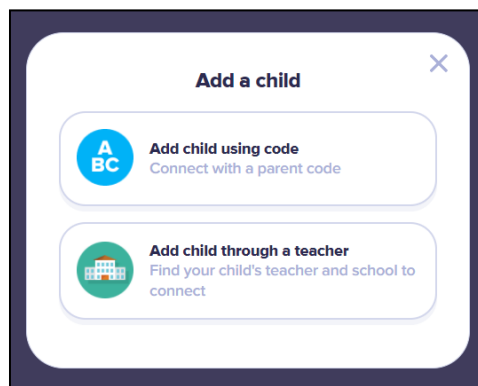 Add a child
A
BC
Add child using code
Connect with a parent code
Add child through a teacher
Find your child's teacher and school to
connect